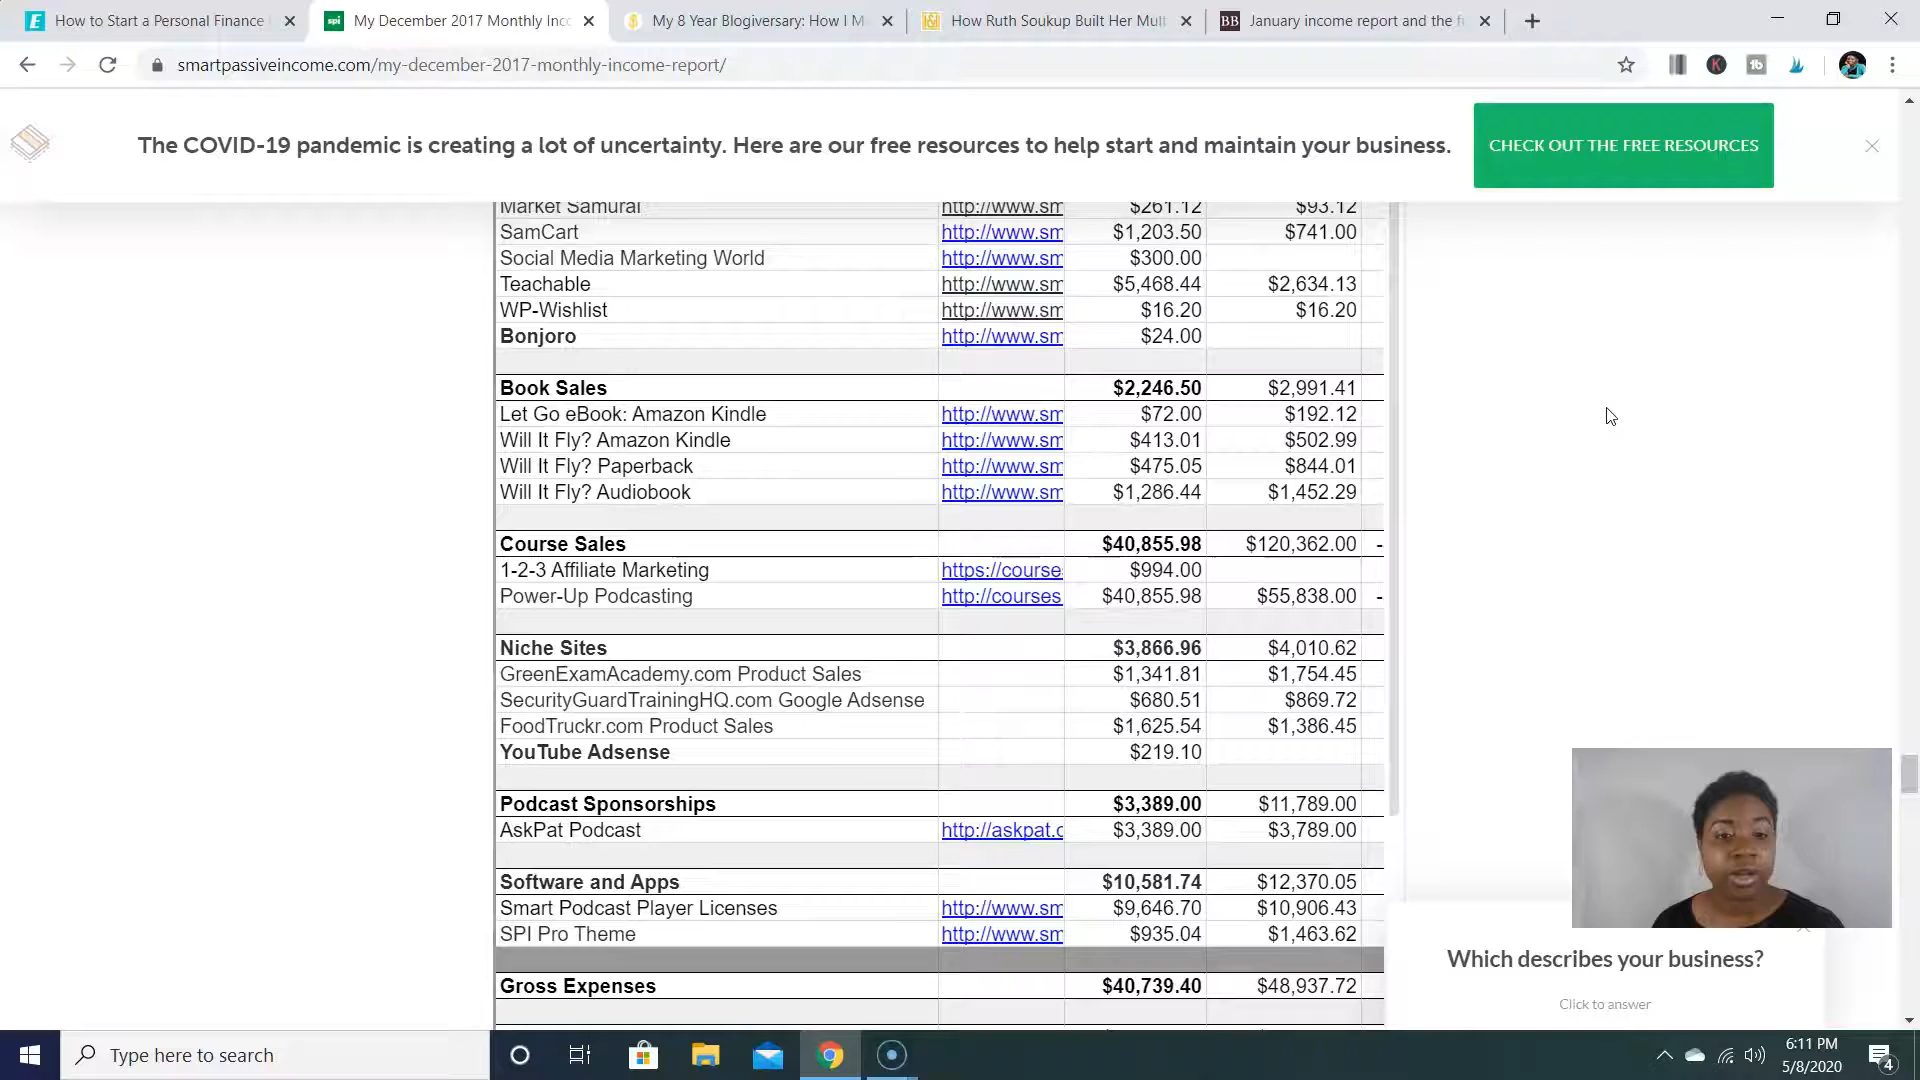 How to Start a Personal Finance
spi
My December 2017 Monthly Inc
My 8 Year Blogiversary: How I M
How Ruth Soukup Built Her Mult
BB
January income report and the f
smartpassiveincome.com/my-december-2017-monthly-income-report/
The COVID-19 pandemic is creating a lot of uncertainty. Here are our free resources to help start and maintain your business.
CHECK OUT THE FREE RESOURCES
Market Samurai http://www.sm $261.12 $93.12
SamCart http://www.sm $1,203.50 $741.00
Social Media Marketing World http://www.sm $300.00
Teachable http://www.sm $5,468.44 $2,634.13
WP-Wishlist http://www.sm $16.20 $16.20
Bonjoro http://www.sm $24.00
Book Sales $2,246.50 $2,991.41
Let Go eBook: Amazon Kindle http://www.sm $72.00 $192.12
Will It Fly? Amazon Kindle http://www.sm $413.01 $502.99
Will It Fly? Paperback http://www.sm $475.05 $844.01
Will It Fly? Audiobook http://www.sm $1,286.44 $1,452.29
Course Sales $40,855.98 $120,362.00 -
1-2-3 Affiliate Marketing https://course $994.00
Power-Up Podcasting http://courses $40,855.98 $55,838.00 -
Niche Sites $3,866.96 $4,010.62
GreenExamAcademy.com Product Sales $1,341.81 $1,754.45
SecurityGuardTrainingHQ.com Google Adsense $680.51 $869.72
FoodTruckr.com Product Sales $1,625.54 $1,386.45
YouTube Adsense $219.10
Podcast Sponsorships $3,389.00 $11,789.00
AskPat Podcast http://askpat.c $3,389.00 $3,789.00
Software and Apps $10,581.74 $12,370.05
Smart Podcast Player Licenses http://www.sm $9,646.70 $10,906.43
SPI Pro Theme http://www.sm $935.04 $1,463.62
Gross Expenses $40,739.40 $48,937.72
Which describes your business?
Click to answer
Type here to search
6:11 PM
5/8/2020
4